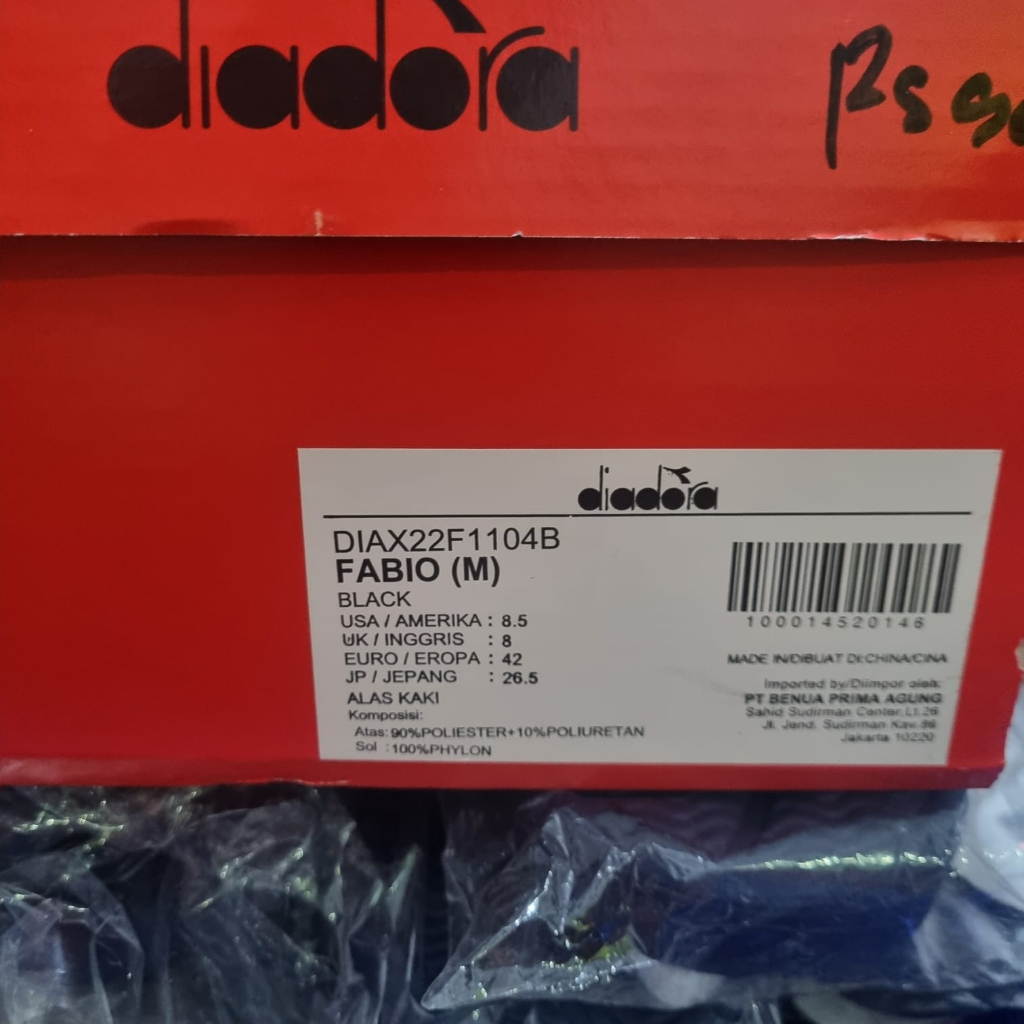 diadora
diadora
DIAX22F1104B
FABIO (M)
BLACK
USA / AMERIKA : 8.5
UK / INGGRIS : 8
EURO / EROPA : 42
JP / JEPANG : 26.5
ALAS KAKI
Komposisi:
Atas: 90%POLIESTER+10%POLIURETAN
Sol : 100%PHYLON
100014520146
MADE IN/DIBUAT DI:CHINA/CINA
Imported by/Diimpor oleh:
PT BENUA PRIMA AGUNG
Sahid Sudirman Center,Lt.26
Jl. Jend. Sudirman Kav.86
Jakarta 10220